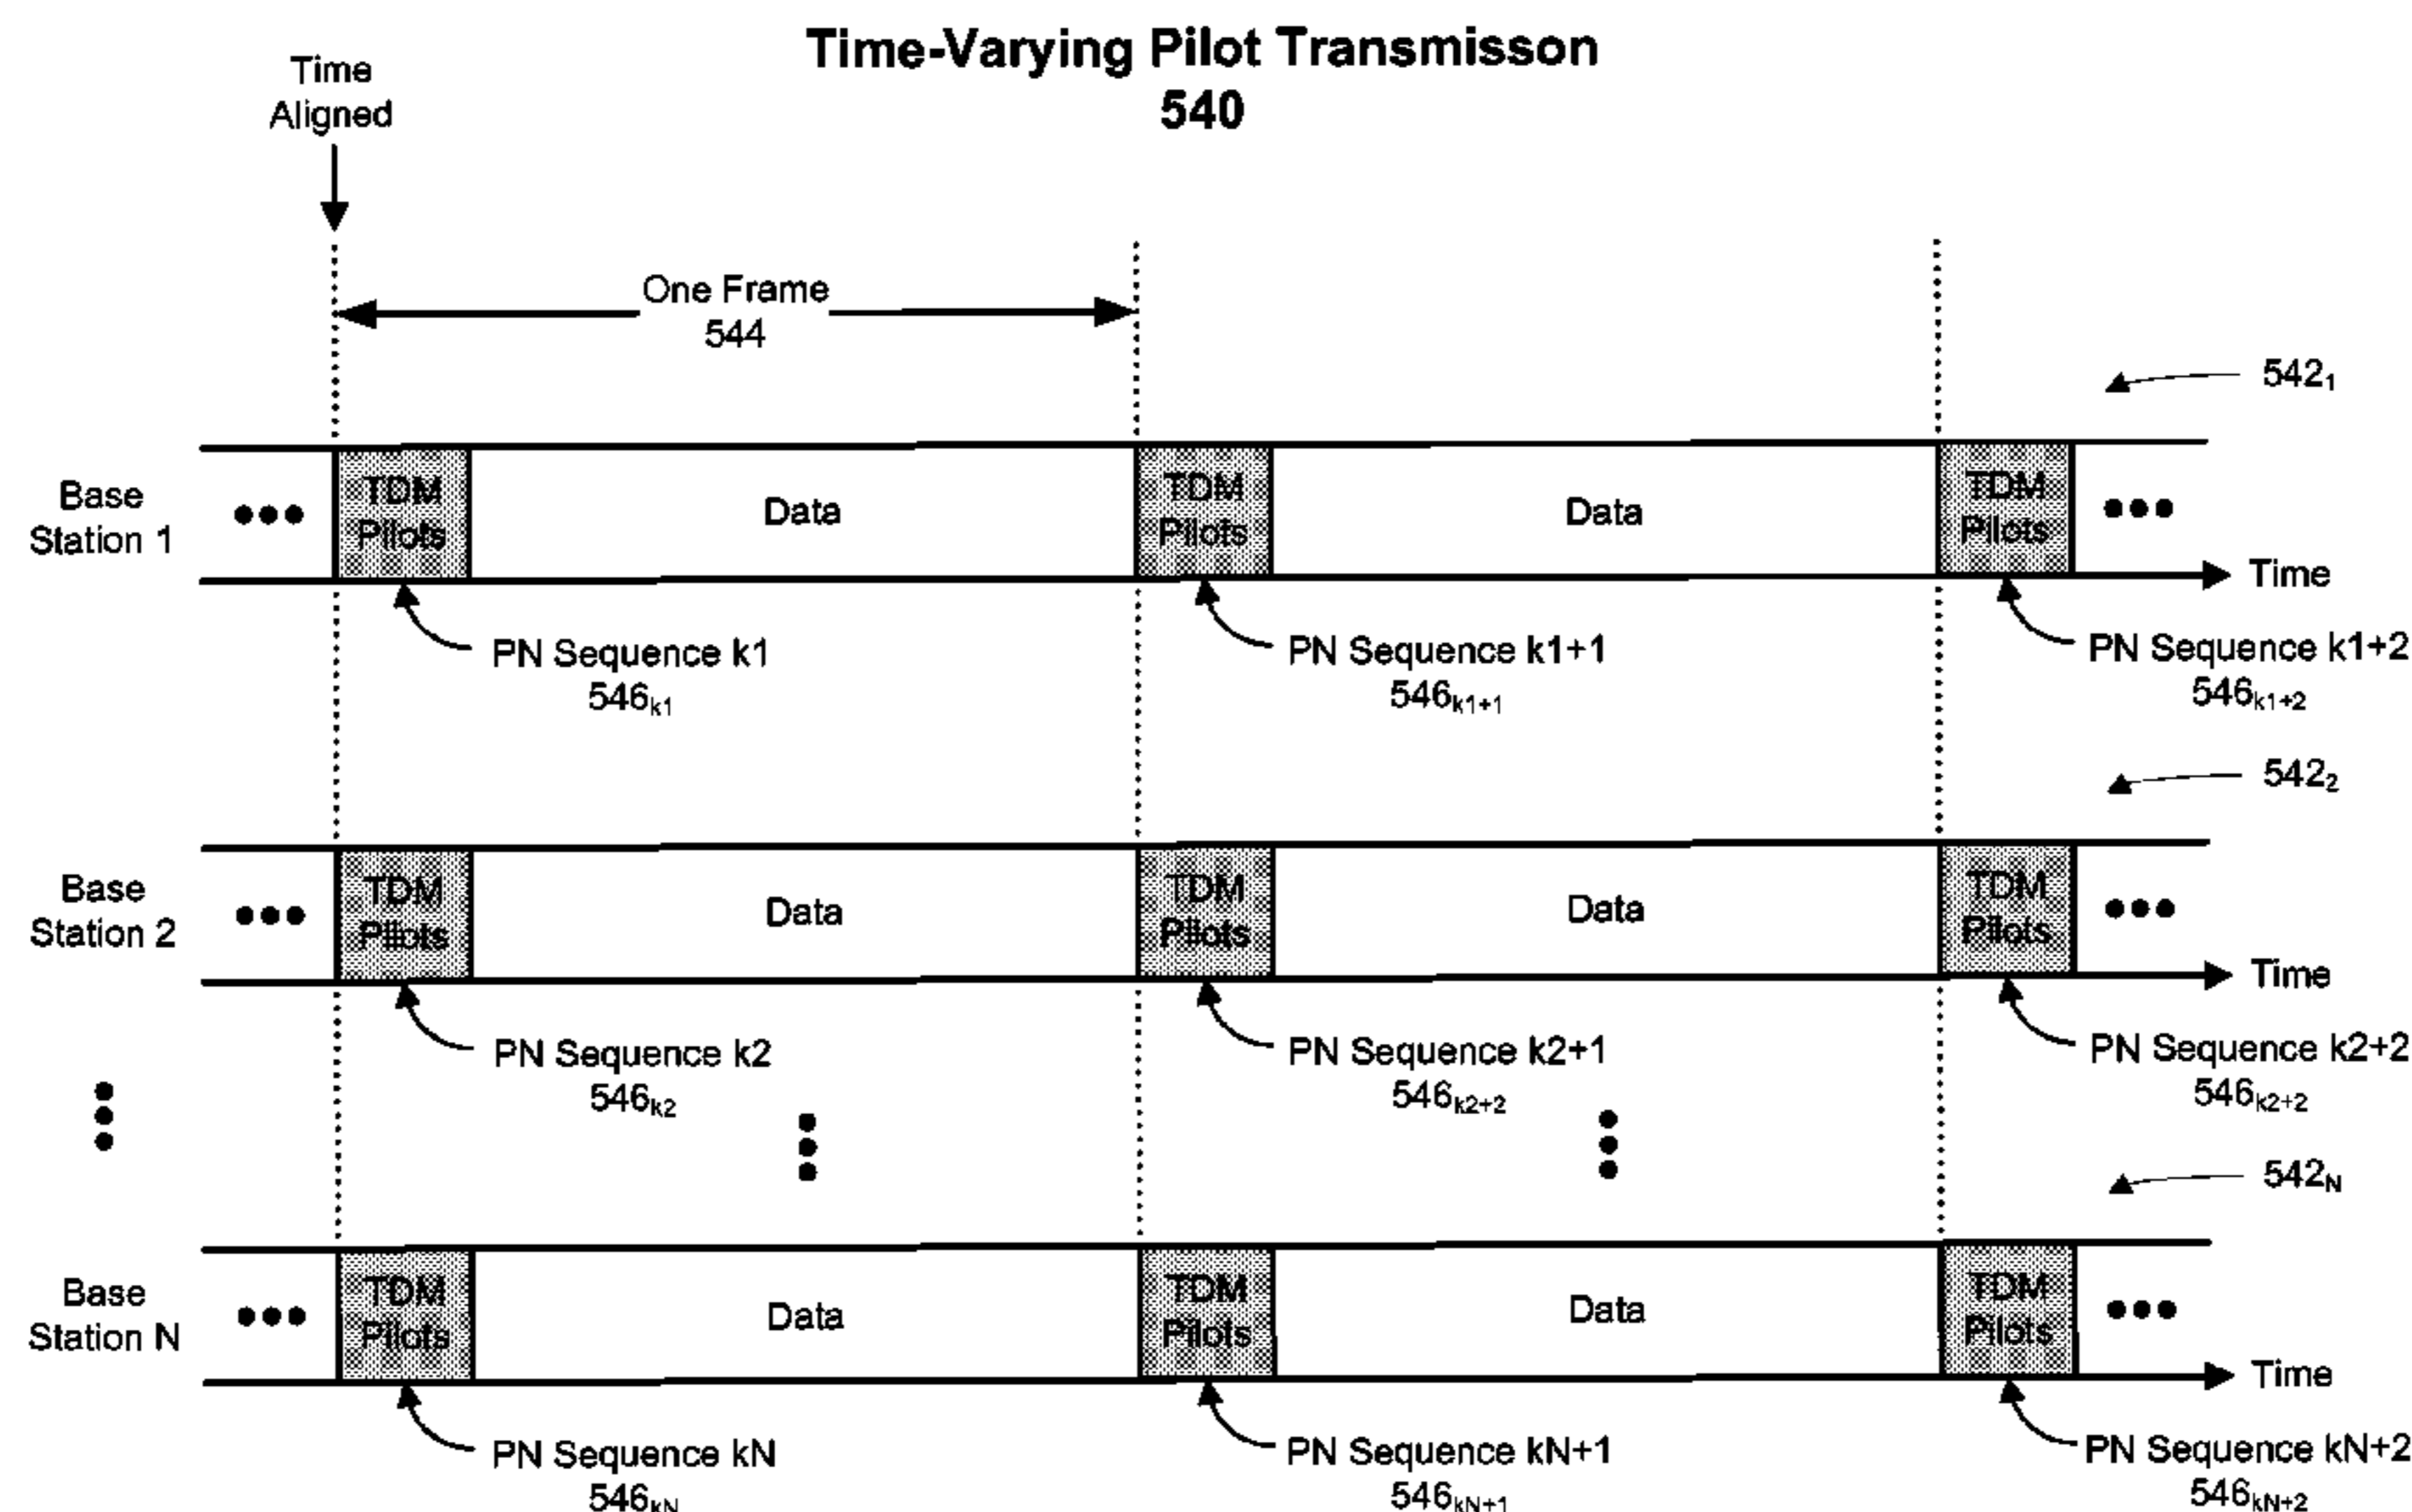 Time-Varying Pilot Transmisson
540
Time
Aligned
One Frame
544
542₁
Base
Station 1
TDM
Pilots
Data
TDM
Pilots
Data
TDM
Pilots
Time
PN Sequence k1
546ₖ₁
PN Sequence k1+1
546ₖ₁₊₁
PN Sequence k1+2
546ₖ₁₊₂
542₂
Base
Station 2
TDM
Pilots
Data
TDM
Pilots
Data
TDM
Pilots
Time
PN Sequence k2
546ₖ₂
PN Sequence k2+1
546ₖ₂₊₂
PN Sequence k2+2
546ₖ₂₊₂
542N
Base
Station N
TDM
Pilots
Data
TDM
Pilots
Data
TDM
Pilots
Time
PN Sequence kN
546kN
PN Sequence kN+1
546kN+1
PN Sequence kN+2
546kN+2